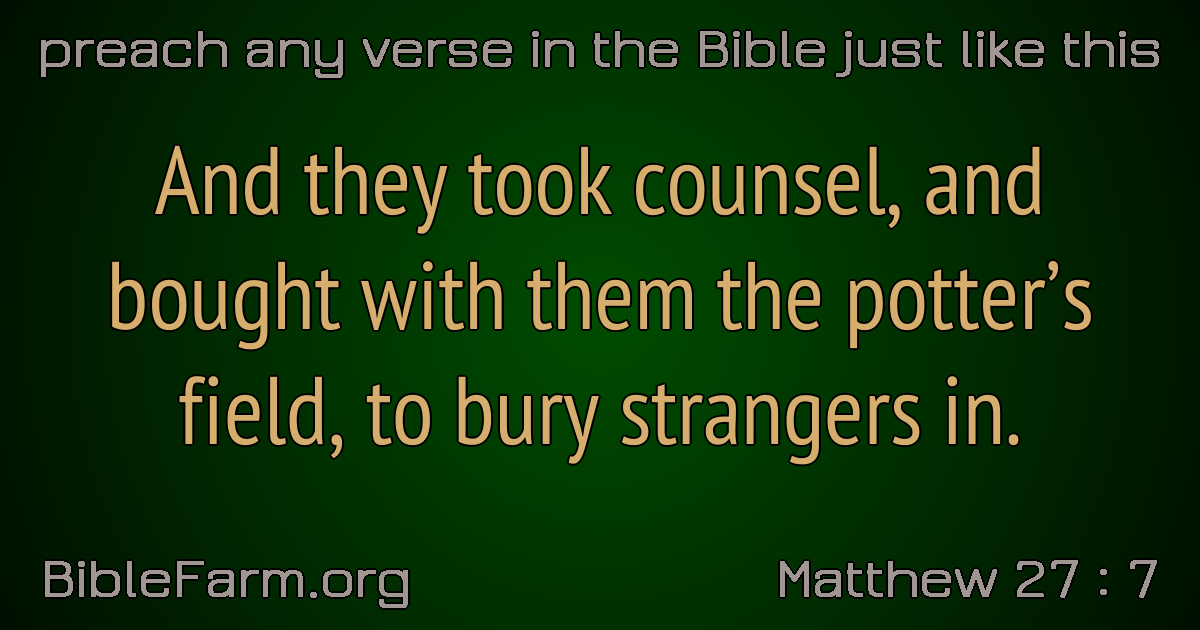 preach any verse in the Bible just like this
And they took counsel, and
bought with them the potter’s
field, to bury strangers in.
BibleFarm.org
Matthew 27 : 7